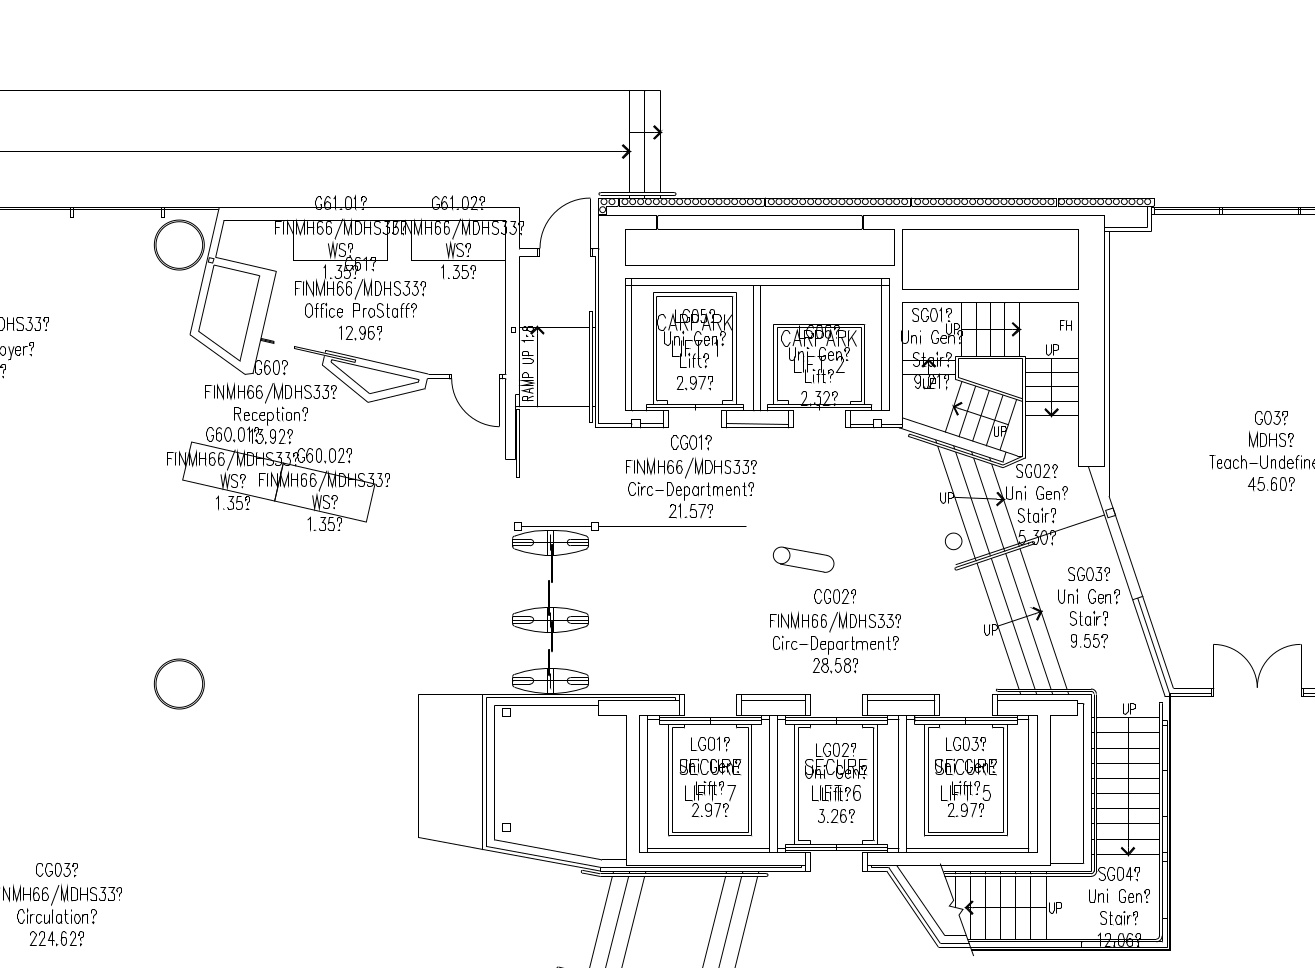 G61.01?
FINMH66/MDHS33?
WS?
1.35?
G61.02?
FINMH66/MDHS33?
WS?
1.35?
G61?
FINMH66/MDHS33?
Office ProStaff?
12.96?
DHS33?
oyer?
?
G60?
FINMH66/MDHS33?
Reception?
13.92?
G60.01?
FINMH66/MDHS33?
WS?
1.35?
G60.02?
FINMH66/MDHS33?
WS?
1.35?
RAMP UP 1:8
LG05?
Uni Gen?
Lift?
2.97?
CARPARK
LIFT 1
LG06?
Uni Gen?
Lift?
2.32?
CARPARK
LIFT 2
SG01?
Uni Gen?
Stair?
9.21?
UP
UP
FH
UP
UP
CG01?
FINMH66/MDHS33?
Circ-Department?
21.57?
SG02?
Uni Gen?
Stair?
5.30?
UP
G03?
MDHS?
Teach-Undefine
45.60?
SG03?
Uni Gen?
Stair?
9.55?
UP
CG02?
FINMH66/MDHS33?
Circ-Department?
28.58?
LG01?
Uni Gen?
Lift?
2.97?
SECURE
LIFT 7
LG02?
Uni Gen?
Lift?
3.26?
SECURE
LIFT 6
LG03?
Uni Gen?
Lift?
2.97?
SECURE
LIFT 5
UP
SG04?
Uni Gen?
Stair?
12.06?
UP
CG03?
INMH66/MDHS33?
Circulation?
224.62?